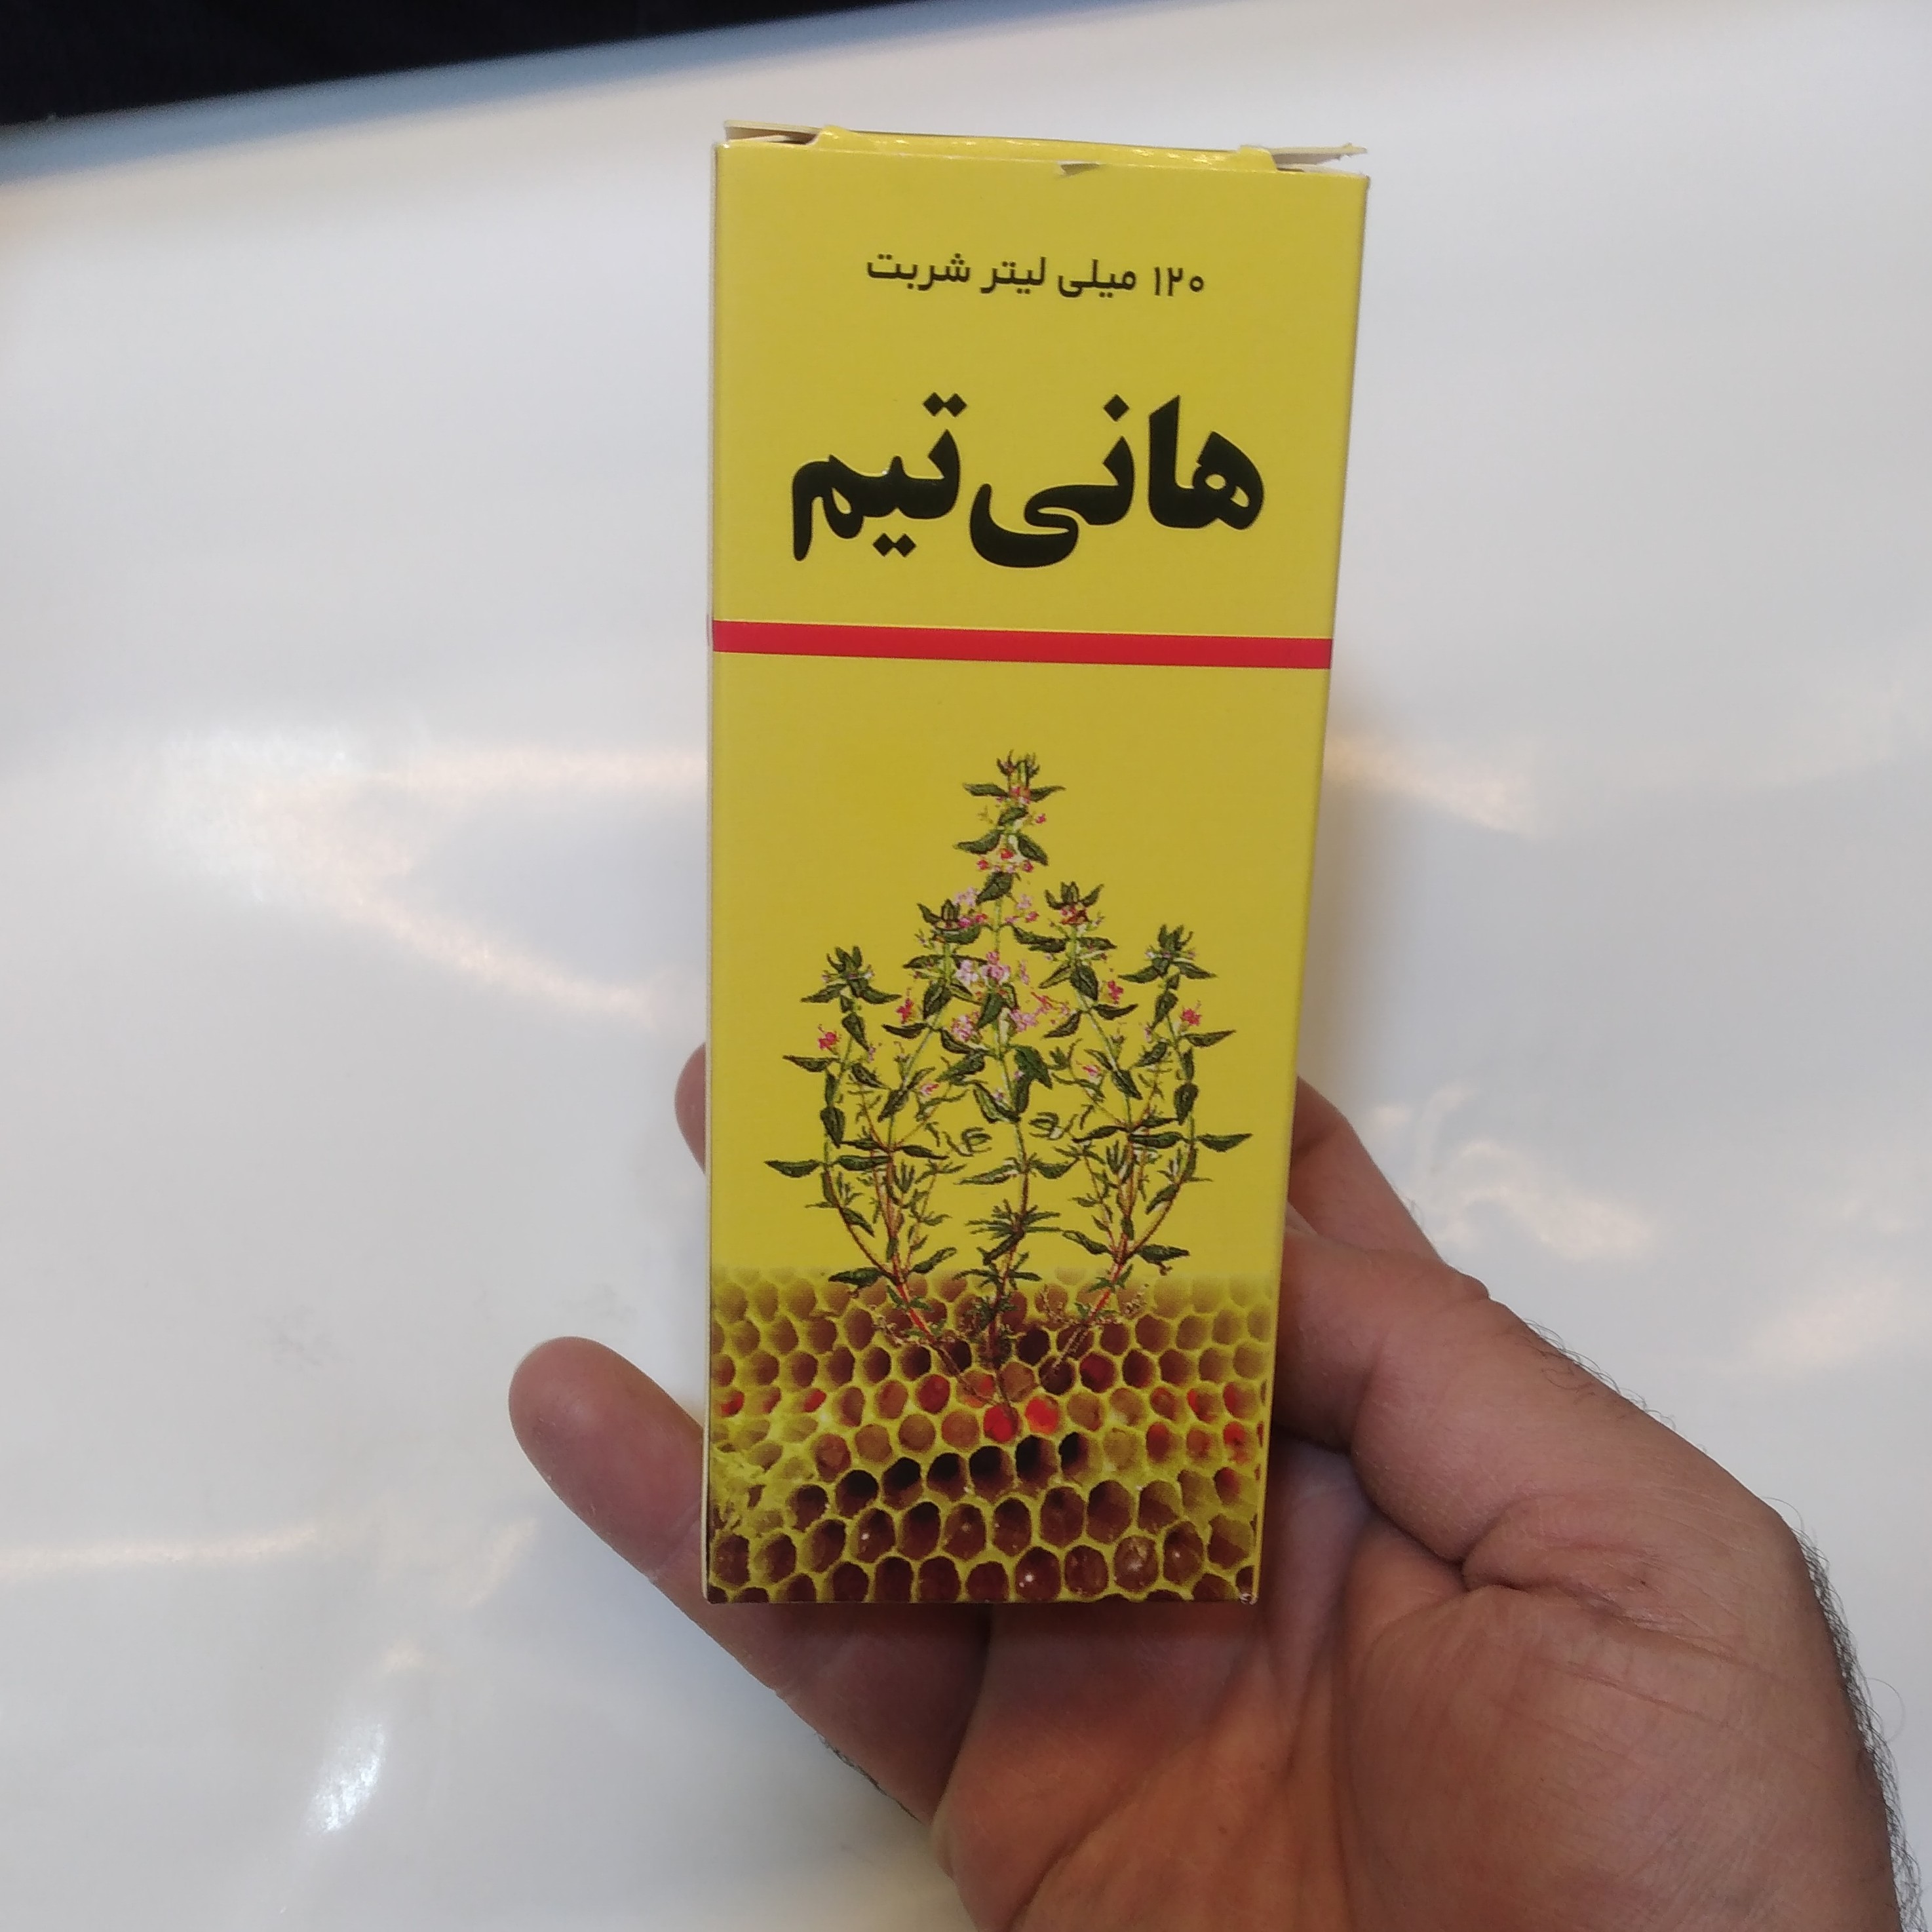 ۱۲۰ میلی لیتر شربت
هانی تیم